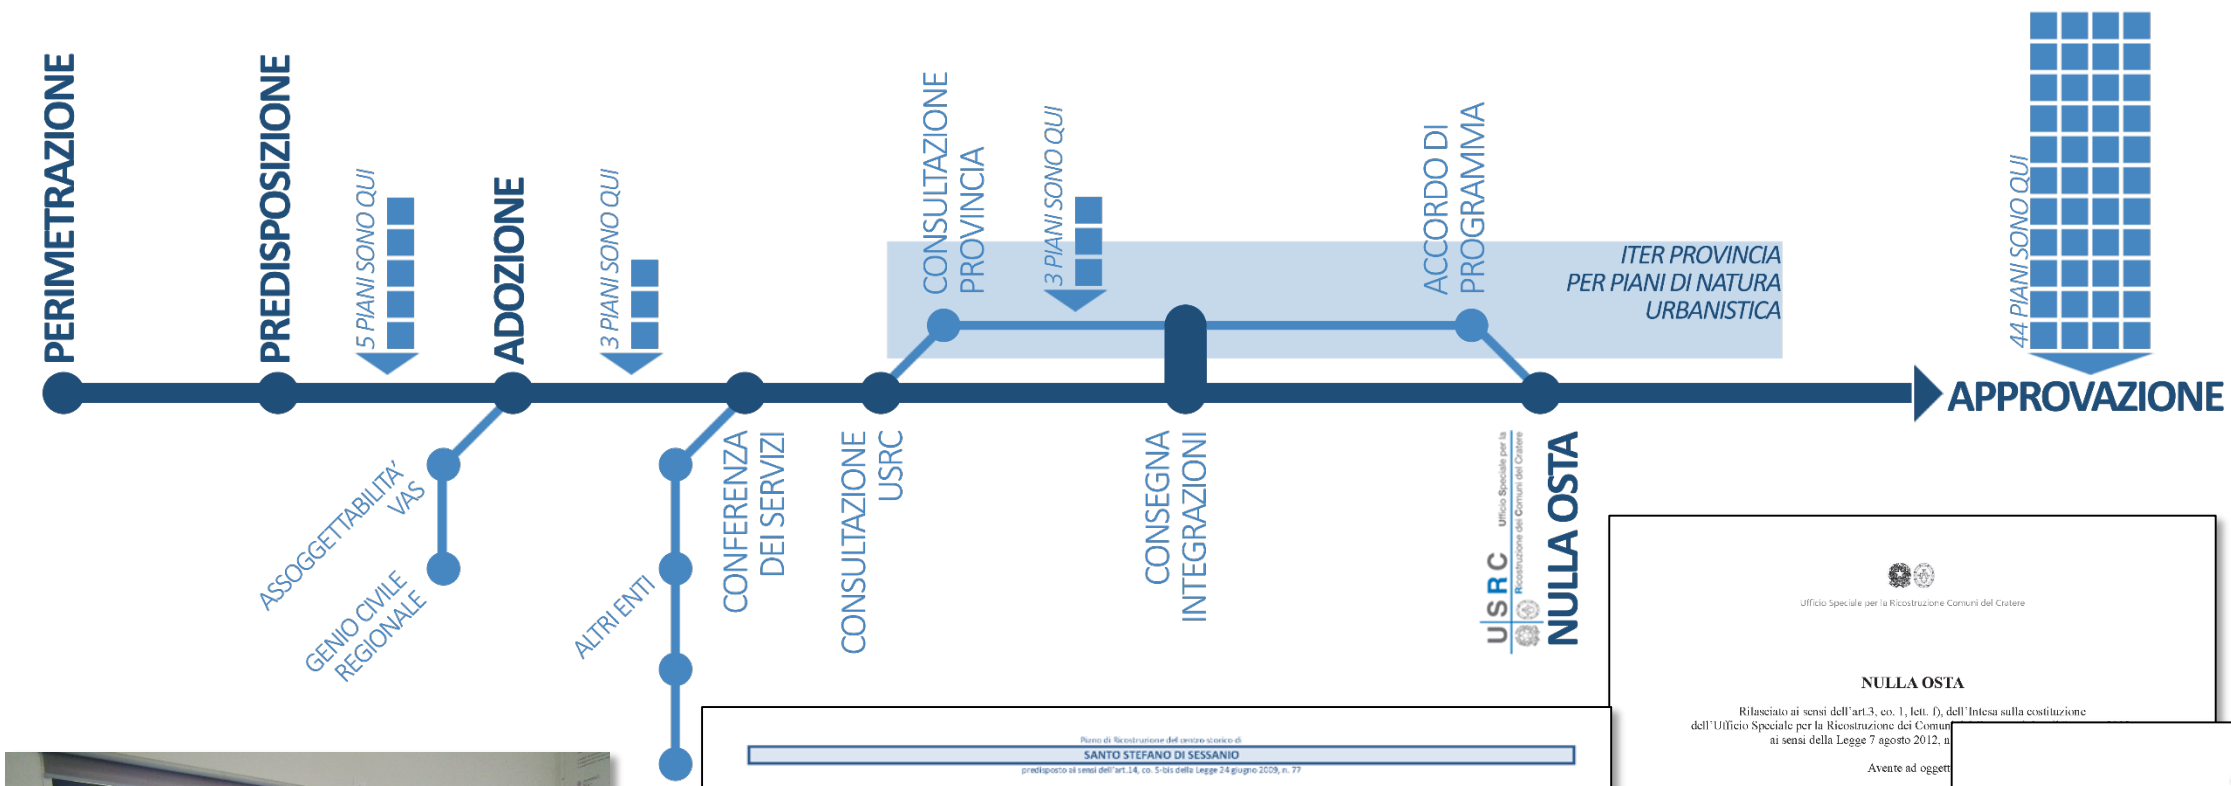 PERIMETRAZIONE
PREDISPOSIZIONE
5 PIANI SONO QUI
ADOZIONE
3 PIANI SONO QUI
CONSULTAZIONE
PROVINCIA
3 PIANI SONO QUI
ACCORDO DI
PROGRAMMA
ITER PROVINCIA
PER PIANI DI NATURA
URBANISTICA
44 PIANI SONO QUI
APPROVAZIONE
ASSOGGETTABILITA'
VAS
GENIO CIVILE
REGIONALE
ALTRI ENTI
CONFERENZA
DEI SERVIZI
CONSULTAZIONE
USRC
CONSEGNA
INTEGRAZIONI
USRC
Ufficio Speciale per la
Ricostruzione dei Comuni del Cratere
NULLA OSTA
Ufficio Speciale per la Ricostruzione Comuni del Cratere
NULLA OSTA
Rilasciato ai sensi dell'art.3, co. 1, lett. f), dell'Intesa sulla costituzione
dell'Ufficio Speciale per la Ricostruzione dei Comun
ai sensi della Legge 7 agosto 2012, n
Avente ad oggett
Piano di Ricostruzione del centro storico di
SANTO STEFANO DI SESSANIO
predisposto ai sensi dell'art.14, co. 5-bis della Legge 24 giugno 2009, n. 77